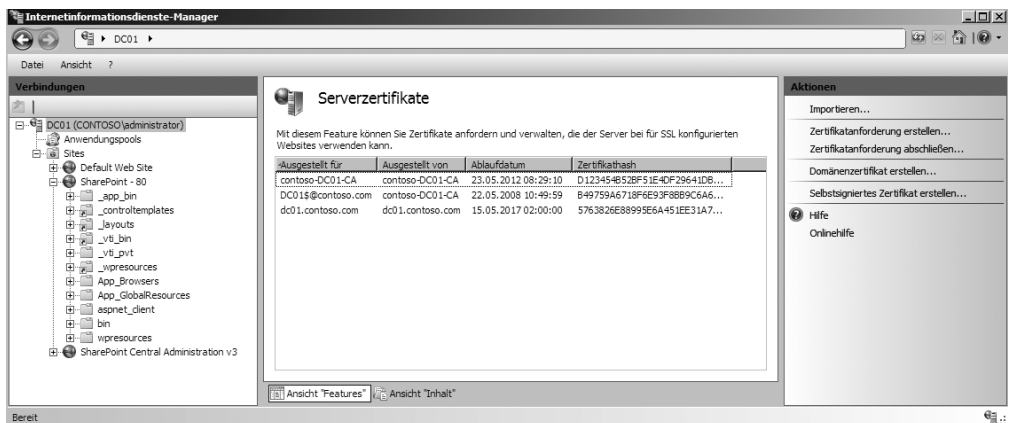 Internetinformationsdienste-Manager
DC01
Datei Ansicht ?
Verbindungen
DC01 (CONTOSO\administrator)
Anwendungspools
Sites
Default Web Site
SharePoint - 80
_app_bin
_controltemplates
_layouts
_vti_bin
_vti_pvt
_wpresources
App_Browsers
App_GlobalResources
aspnet_client
bin
wpresources
SharePoint Central Administration v3
Serverzertifikate
Mit diesem Feature können Sie Zertifikate anfordern und verwalten, die der Server bei für SSL konfigurierten
Websites verwenden kann.
Ausgestellt für Ausgestellt von Ablaufdatum Zertifikathash
contoso-DC01-CA contoso-DC01-CA 23.05.2012 08:29:10 D123454B52BF51E4DF29641DB...
DC01$@contoso.com contoso-DC01-CA 22.05.2008 10:49:59 B49759A6718F6E93F8BB9C6A6...
dc01.contoso.com dc01.contoso.com 15.05.2017 02:00:00 5763826E88995E6A451EE31A7...
Ansicht "Features" Ansicht "Inhalt"
Aktionen
Importieren...
Zertifikatanforderung erstellen...
Zertifikatanforderung abschließen...
Domänenzertifikat erstellen...
Selbstsigniertes Zertifikat erstellen...
Hilfe
Onlinehilfe
Bereit